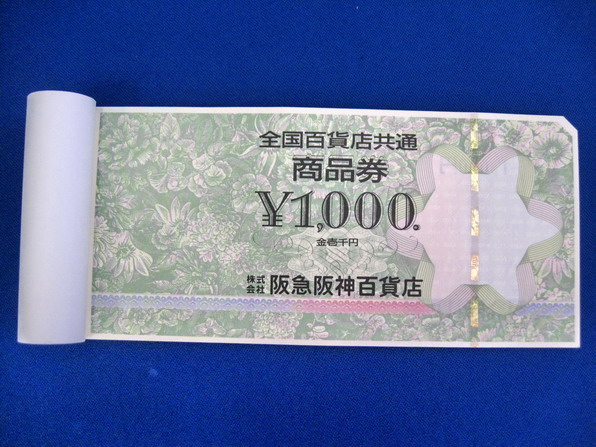 全国百貨店共通
商品券
¥1,000.
金壱千円
株式会社 阪急阪神百貨店